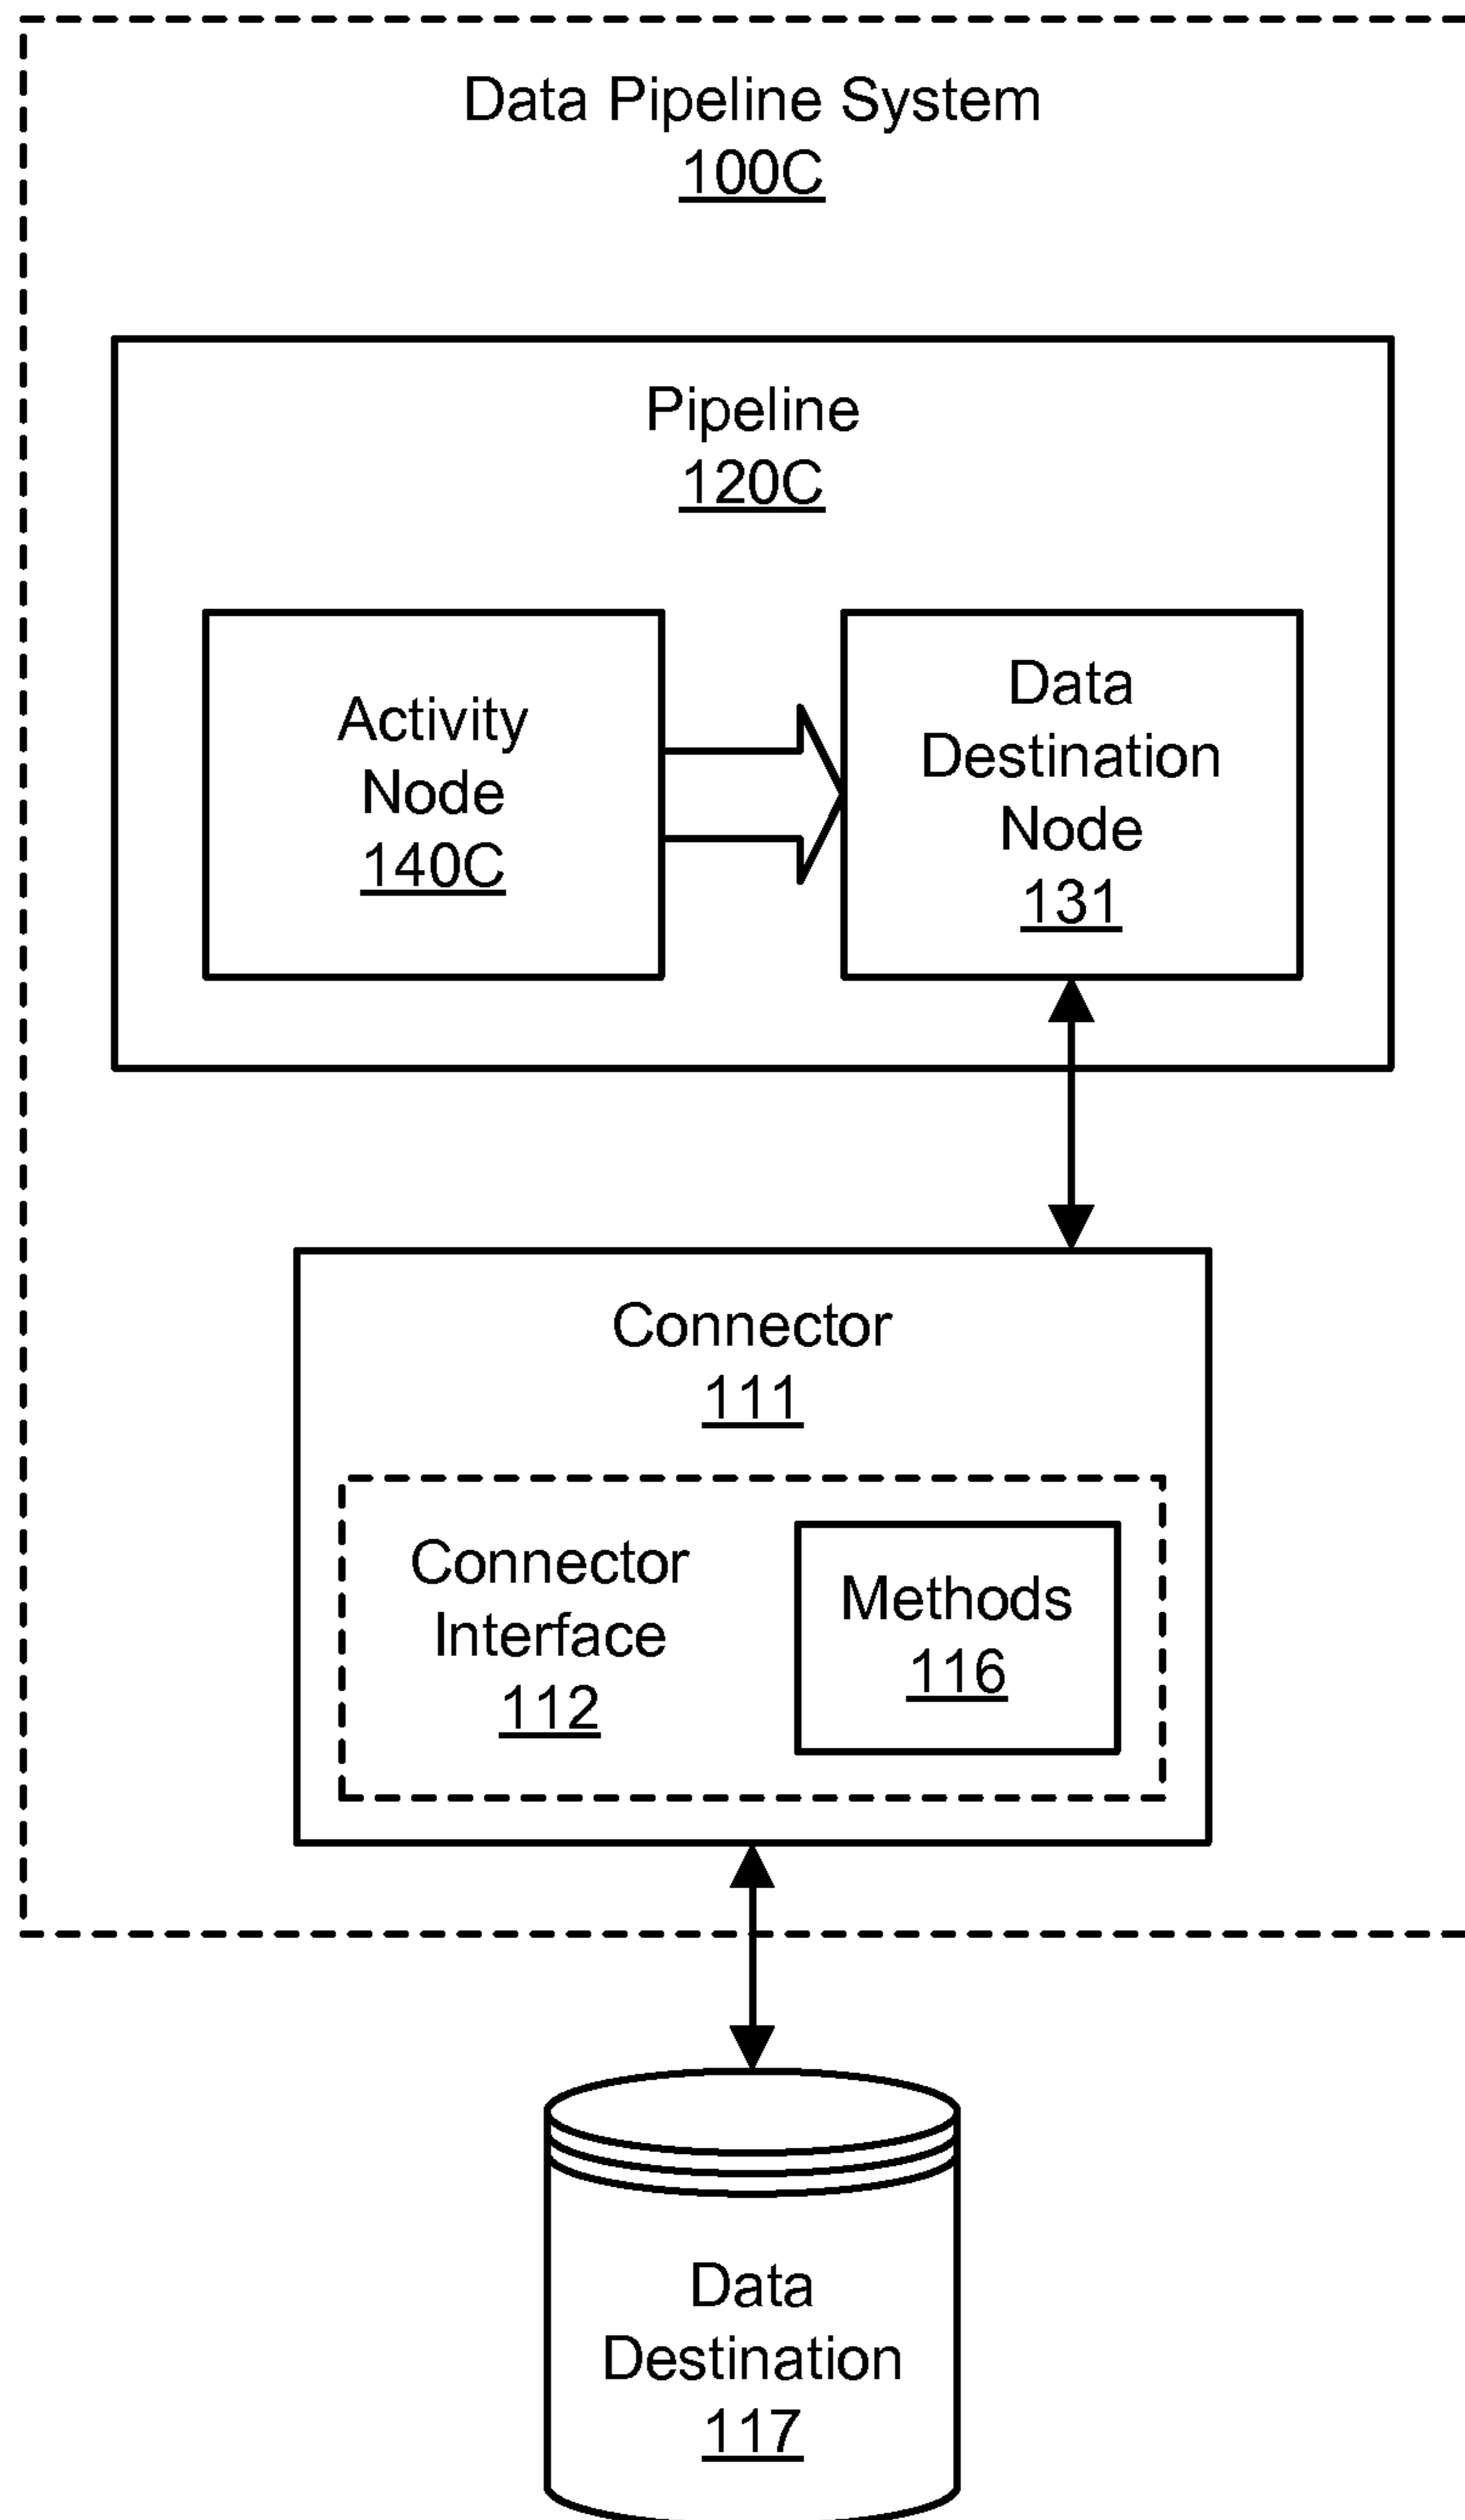 Data Pipeline System
100C
Pipeline
120C
Activity
Node
140C
Data
Destination
Node
131
Connector
111
Connector
Interface
112
Methods
116
Data
Destination
117